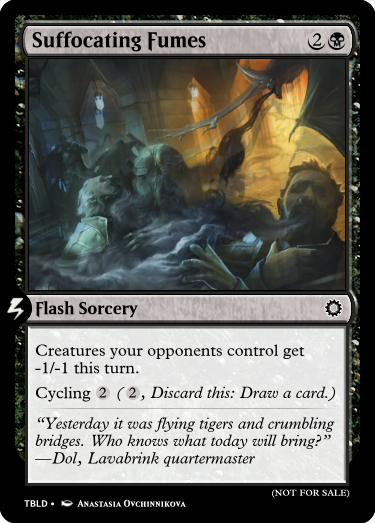 Suffocating Fumes 2
Flash Sorcery
Creatures your opponents control get
-1/-1 this turn.
Cycling 2 ( 2, Discard this: Draw a card.)
“Yesterday it was flying tigers and crumbling
bridges. Who knows what today will bring?”
—Dol, Lavabrink quartermaster
(NOT FOR SALE)
TBLD • Anastasia Ovchinnikova